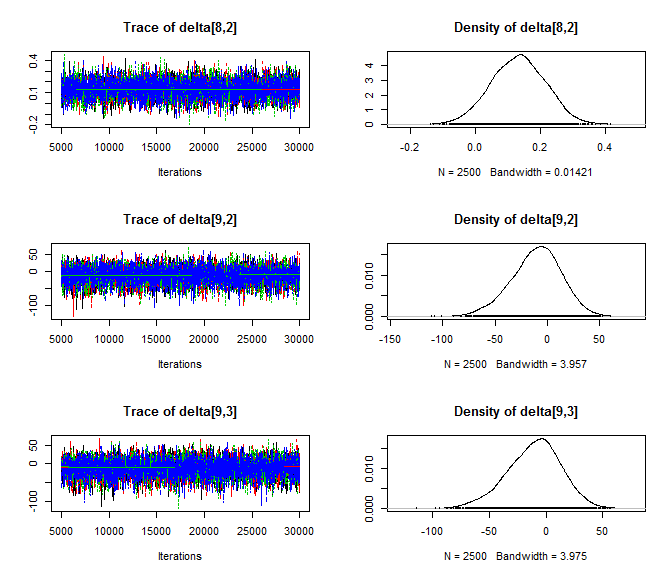 Trace of delta[8,2]
Density of delta[8,2]
-0.2 0.1 0.4
5000 10000 15000 20000 25000 30000
Iterations
0 1 2 3 4
-0.2 0.0 0.2 0.4
N = 2500 Bandwidth = 0.01421
Trace of delta[9,2]
Density of delta[9,2]
-100 0 50
5000 10000 15000 20000 25000 30000
Iterations
0.000 0.010
-150 -100 -50 0 50
N = 2500 Bandwidth = 3.957
Trace of delta[9,3]
Density of delta[9,3]
-100 0 50
5000 10000 15000 20000 25000 30000
Iterations
0.000 0.010
-100 -50 0 50
N = 2500 Bandwidth = 3.975